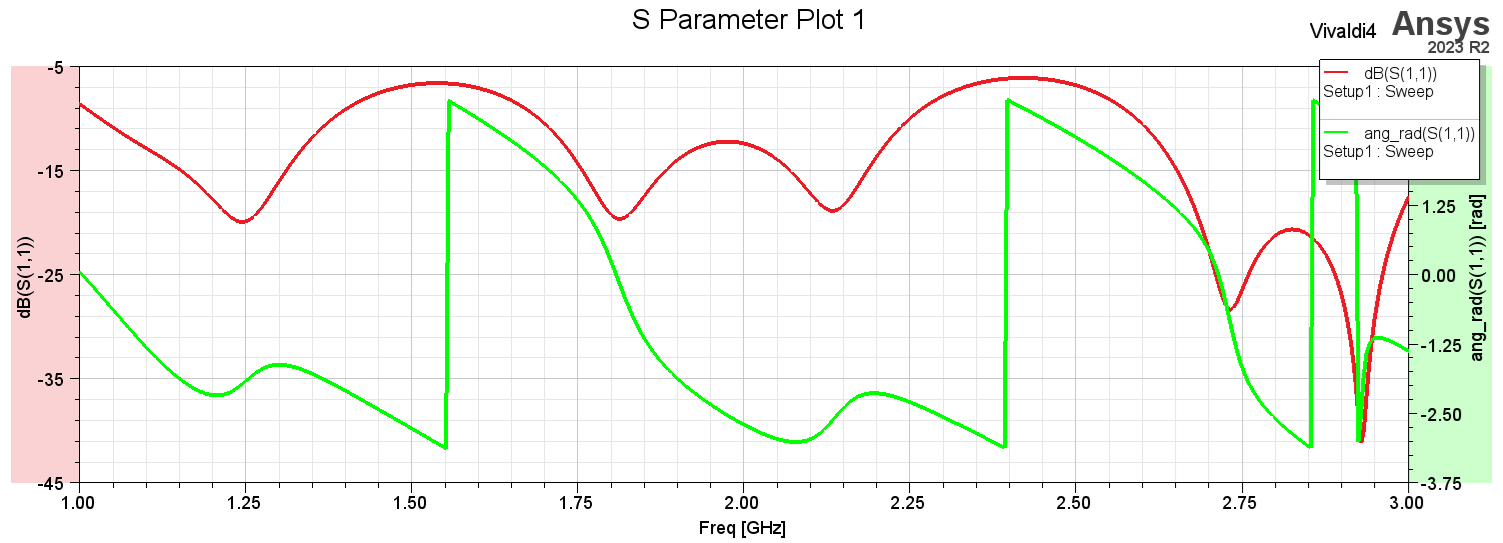 S Parameter Plot 1
Vivaldi4
Ansys
2023 R2
dB(S(1,1))
Setup1 : Sweep
ang_rad(S(1,1))
Setup1 : Sweep
-5
-15
-25
-35
-45
dB(S(1,1))
1.25
0.00
-1.25
-2.50
-3.75
ang_rad(S(1,1)) [rad]
1.00 1.25 1.50 1.75 2.00 2.25 2.50 2.75 3.00
Freq [GHz]